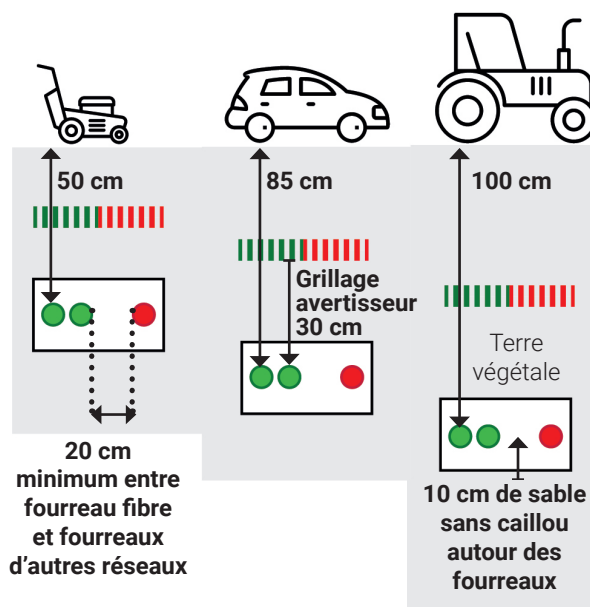 50 cm
85 cm
100 cm
Grillage
avertisseur
30 cm
Terre
végétale
20 cm
minimum entre
fourreau fibre
et fourreaux
d’autres réseaux
10 cm de sable
sans caillou
autour des
fourreaux